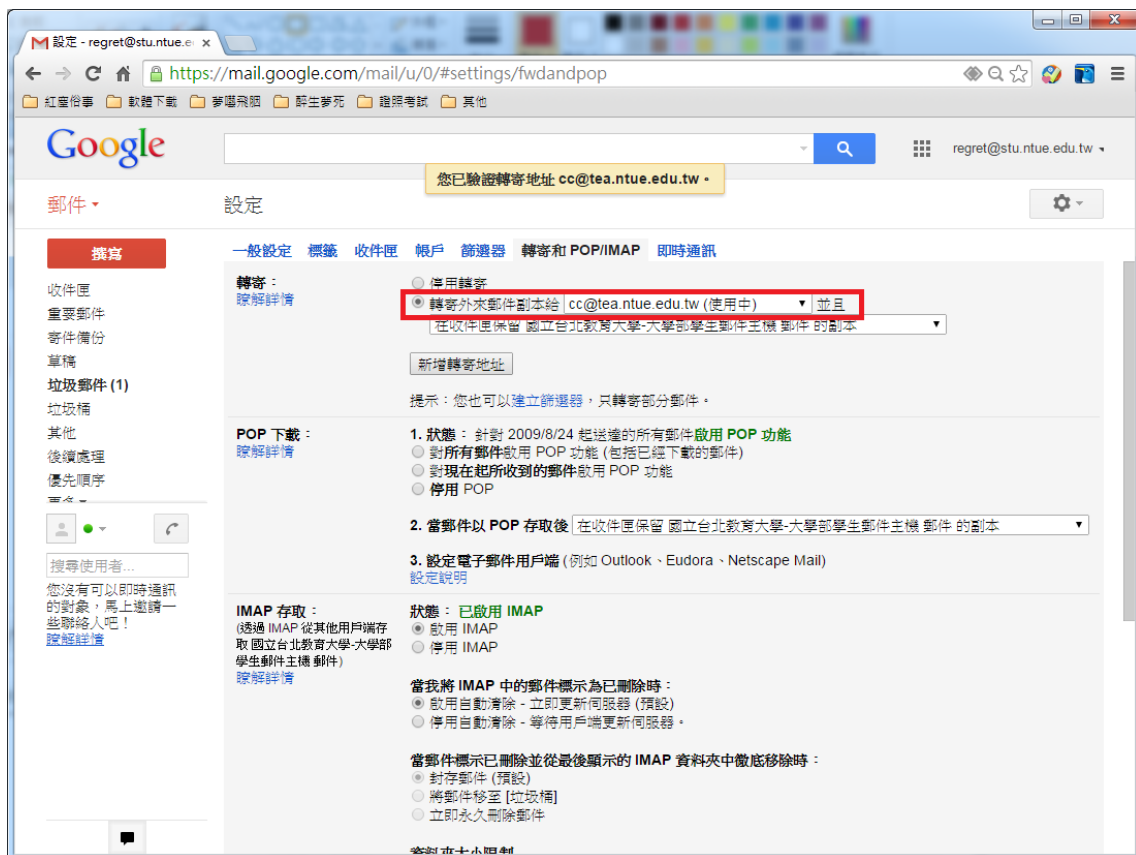 設定 - regret@stu.ntue.e
https://mail.google.com/mail/u/0/#settings/fwdandpop
紅塵俗事 軟體下載 夢囈飛胭 醉生夢死 證照考試 其他
Google
regret@stu.ntue.edu.tw
您已驗證轉寄地址 cc@tea.ntue.edu.tw。
郵件
設定
撰寫
收件匣
重要郵件
寄件備份
草稿
垃圾郵件 (1)
垃圾桶
其他
後續處理
優先順序
更多
搜尋使用者...
您沒有可以即時通訊
的對象，馬上邀請一
些聯絡人吧！
瞭解詳情
一般設定 標籤 收件匣 帳戶 篩選器 轉寄和 POP/IMAP 即時通訊
轉寄：
瞭解詳情
停用轉寄
轉寄外來郵件副本給 cc@tea.ntue.edu.tw (使用中) 並且
在收件匣保留 國立台北教育大學-大學部學生郵件主機 郵件 的副本
新增轉寄地址
提示：您也可以建立篩選器，只轉寄部分郵件。
POP 下載：
瞭解詳情
1. 狀態： 針對 2009/8/24 起送達的所有郵件啟用 POP 功能
對所有郵件啟用 POP 功能 (包括已經下載的郵件)
對現在起所收到的郵件啟用 POP 功能
停用 POP
2. 當郵件以 POP 存取後 在收件匣保留 國立台北教育大學-大學部學生郵件主機 郵件 的副本
3. 設定電子郵件用戶端 (例如 Outlook、Eudora、Netscape Mail)
設定說明
IMAP 存取：
(透過 IMAP 從其他用戶端存
取 國立台北教育大學-大學部
學生郵件主機 郵件)
瞭解詳情
狀態： 已啟用 IMAP
啟用 IMAP
停用 IMAP
當我將 IMAP 中的郵件標示為已刪除時：
啟用自動清除 - 立即更新伺服器 (預設)
停用自動清除 - 等待用戶端更新伺服器。
當郵件標示已刪除並從最後顯示的 IMAP 資料夾中徹底移除時：
封存郵件 (預設)
將郵件移至 [垃圾桶]
立即永久刪除郵件
資料夾大小限制